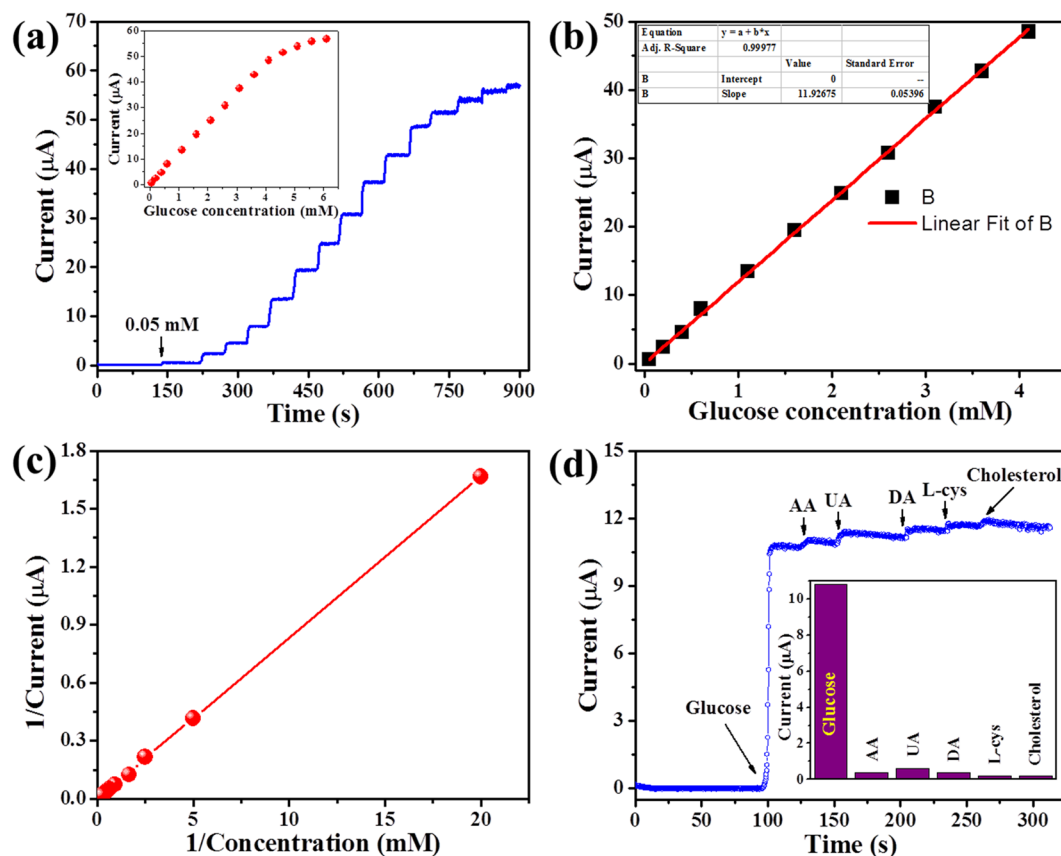 (a)
Current (μA)
70
60
50
40
30
20
10
0
0.05 mM
0 150 300 450 600 750 900
Time (s)
Current (μA)
60
50
40
30
20
10
0
0 1 2 3 4 5 6
Glucose concentration (mM)
(b)
Current (μA)
50
40
30
20
10
0
Equation y = a + b*x
Adj. R-Square 0.99977
Value Standard Error
B Intercept 0 --
B Slope 11.92675 0.05396
B
Linear Fit of B
0 1 2 3 4
Glucose concentration (mM)
(c)
1/Current (μA)
1.8
1.5
1.2
0.9
0.6
0.3
0.0
0 5 10 15 20
1/Concentration (mM)
(d)
Current (μA)
15
12
9
6
3
0
Glucose
AA
UA
DA
L-cys
Cholesterol
0 50 100 150 200 250 300
Time (s)
Current (μA)
10
8
6
4
2
0
Glucose
AA
UA
DA
L-cys
Cholesterol